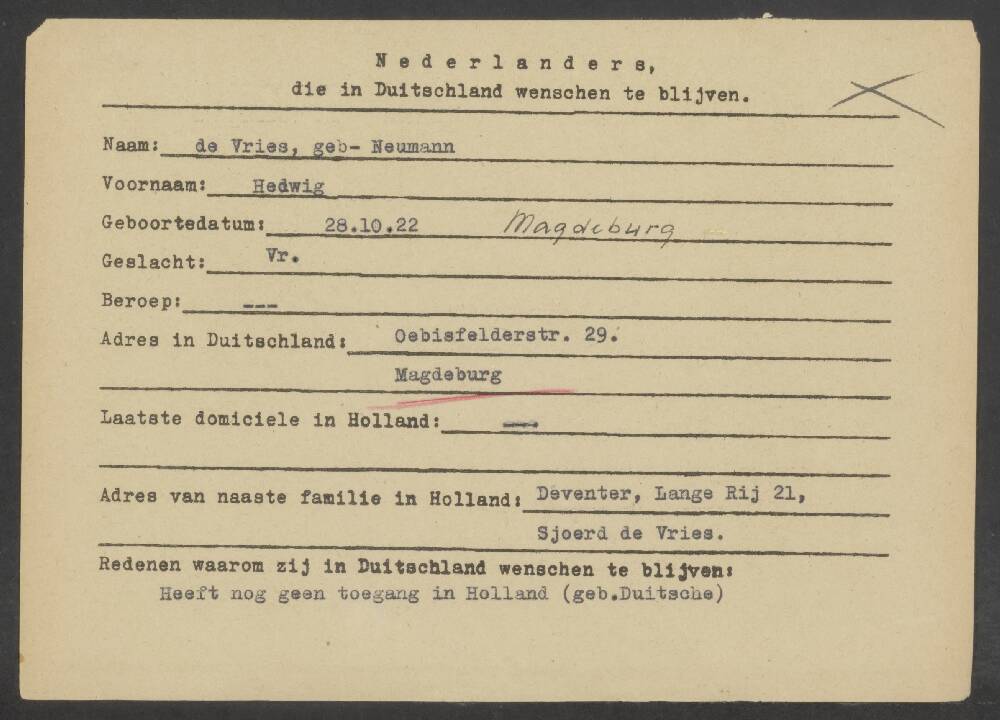 Nederlanders,
die in Duitschland wenschen te blijven.
Naam: de Vries, geb- Neumann
Voornaam: Hedwig
Geboortedatum: 28.10.22 Magdeburg
Geslacht: Vr.
Beroep: ---
Adres in Duitschland: Oebisfelderstr. 29.
Magdeburg
Laatste domiciele in Holland: ---
Adres van naaste familie in Holland: Deventer, Lange Rij 21,
Sjoerd de Vries.
Redenen waarom zij in Duitschland wenschen te blijven:
Heeft nog geen toegang in Holland (geb.Duitsche)